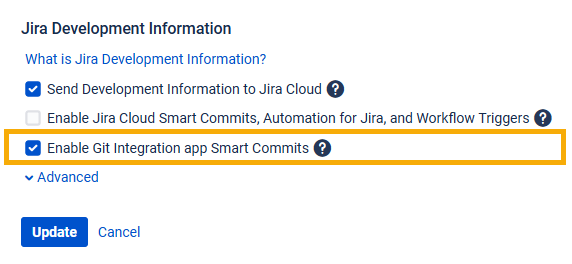 Jira Development Information
What is Jira Development Information?
Send Development Information to Jira Cloud ?
Enable Jira Cloud Smart Commits, Automation for Jira, and Workflow Triggers ?
Enable Git Integration app Smart Commits ?
Advanced
Update Cancel